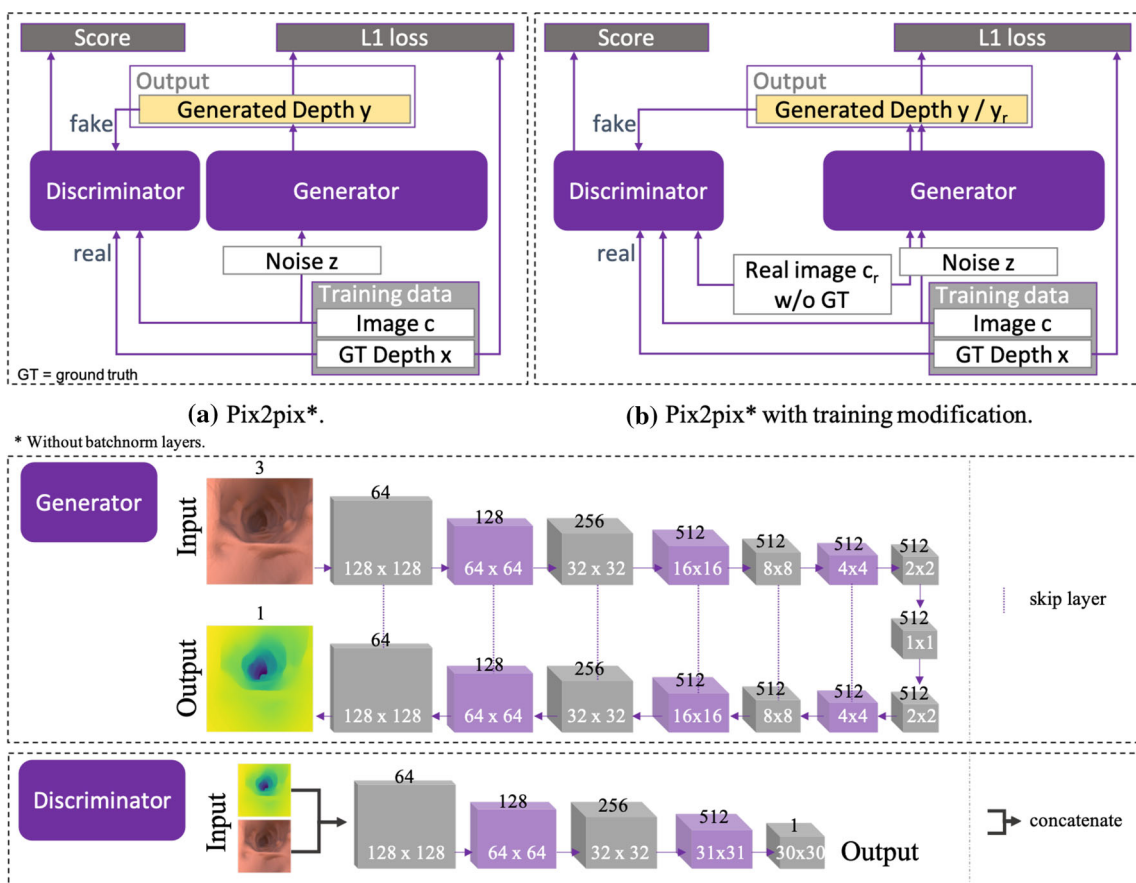 Score
L1 loss
Output
Generated Depth y
fake
Discriminator
Generator
real
Noise z
Training data
Image c
GT Depth x
GT = ground truth
(a) Pix2pix*.
Score
L1 loss
Output
Generated Depth y / yr
fake
Discriminator
Generator
real
Real image cr
w/o GT
Noise z
Training data
Image c
GT Depth x
(b) Pix2pix* with training modification.
* Without batchnorm layers.
Generator
Input
3
64
128 x 128
128
64 x 64
256
32 x 32
512
16x16
512
8x8
512
4x4
512
2x2
512
1x1
Output
1
64
128 x 128
128
64 x 64
256
32 x 32
512
16x16
512
8x8
512
4x4
512
2x2
skip layer
Discriminator
Input
64
128 x 128
128
64 x 64
256
32 x 32
512
31x31
1
30x30
Output
concatenate